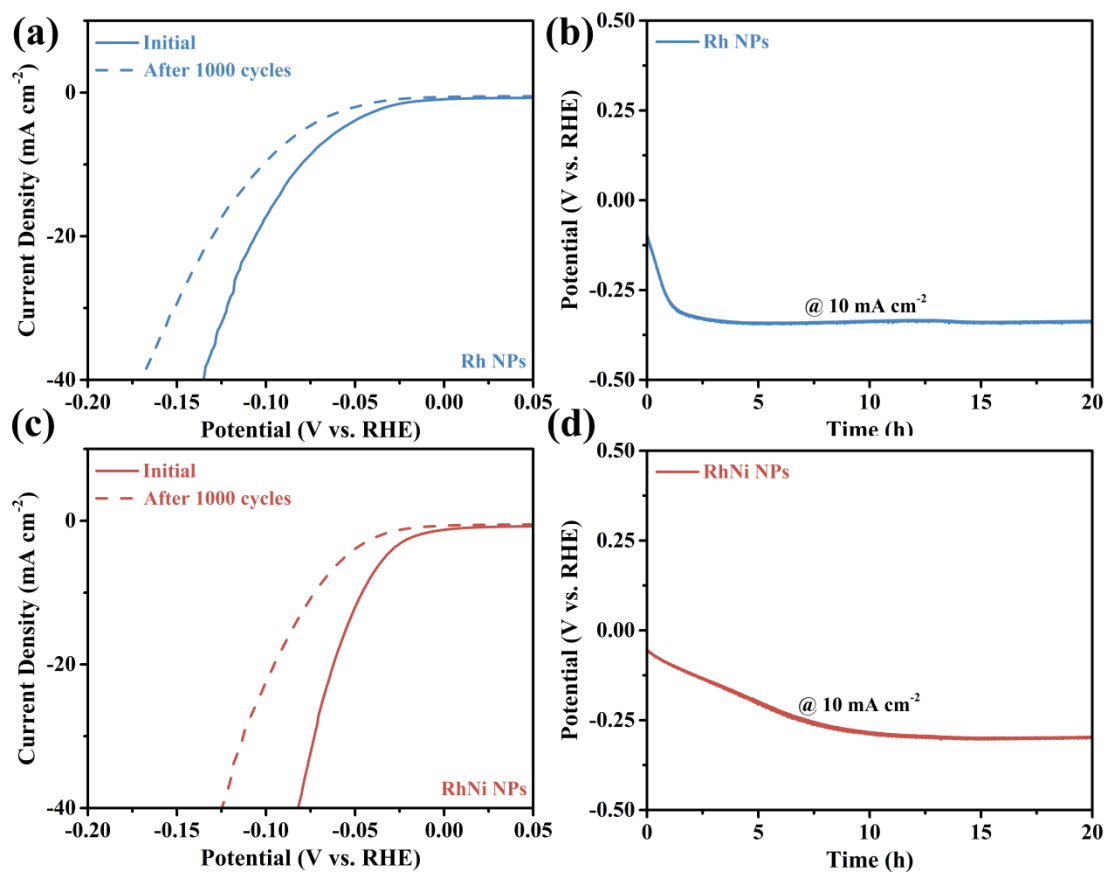 (a)
Initial
After 1000 cycles
0
-20
-40
Current Density (mA cm⁻²)
Rh NPs
-0.20 -0.15 -0.10 -0.05 0.00 0.05
Potential (V vs. RHE)
(b)
0.50
0.25
0.00
-0.25
-0.50
Potential (V vs. RHE)
Rh NPs
@ 10 mA cm⁻²
0 5 10 15 20
Time (h)
(c)
Initial
After 1000 cycles
0
-20
-40
Current Density (mA cm⁻²)
RhNi NPs
-0.20 -0.15 -0.10 -0.05 0.00 0.05
Potential (V vs. RHE)
(d)
0.50
0.25
0.00
-0.25
-0.50
Potential (V vs. RHE)
RhNi NPs
@ 10 mA cm⁻²
0 5 10 15 20
Time (h)